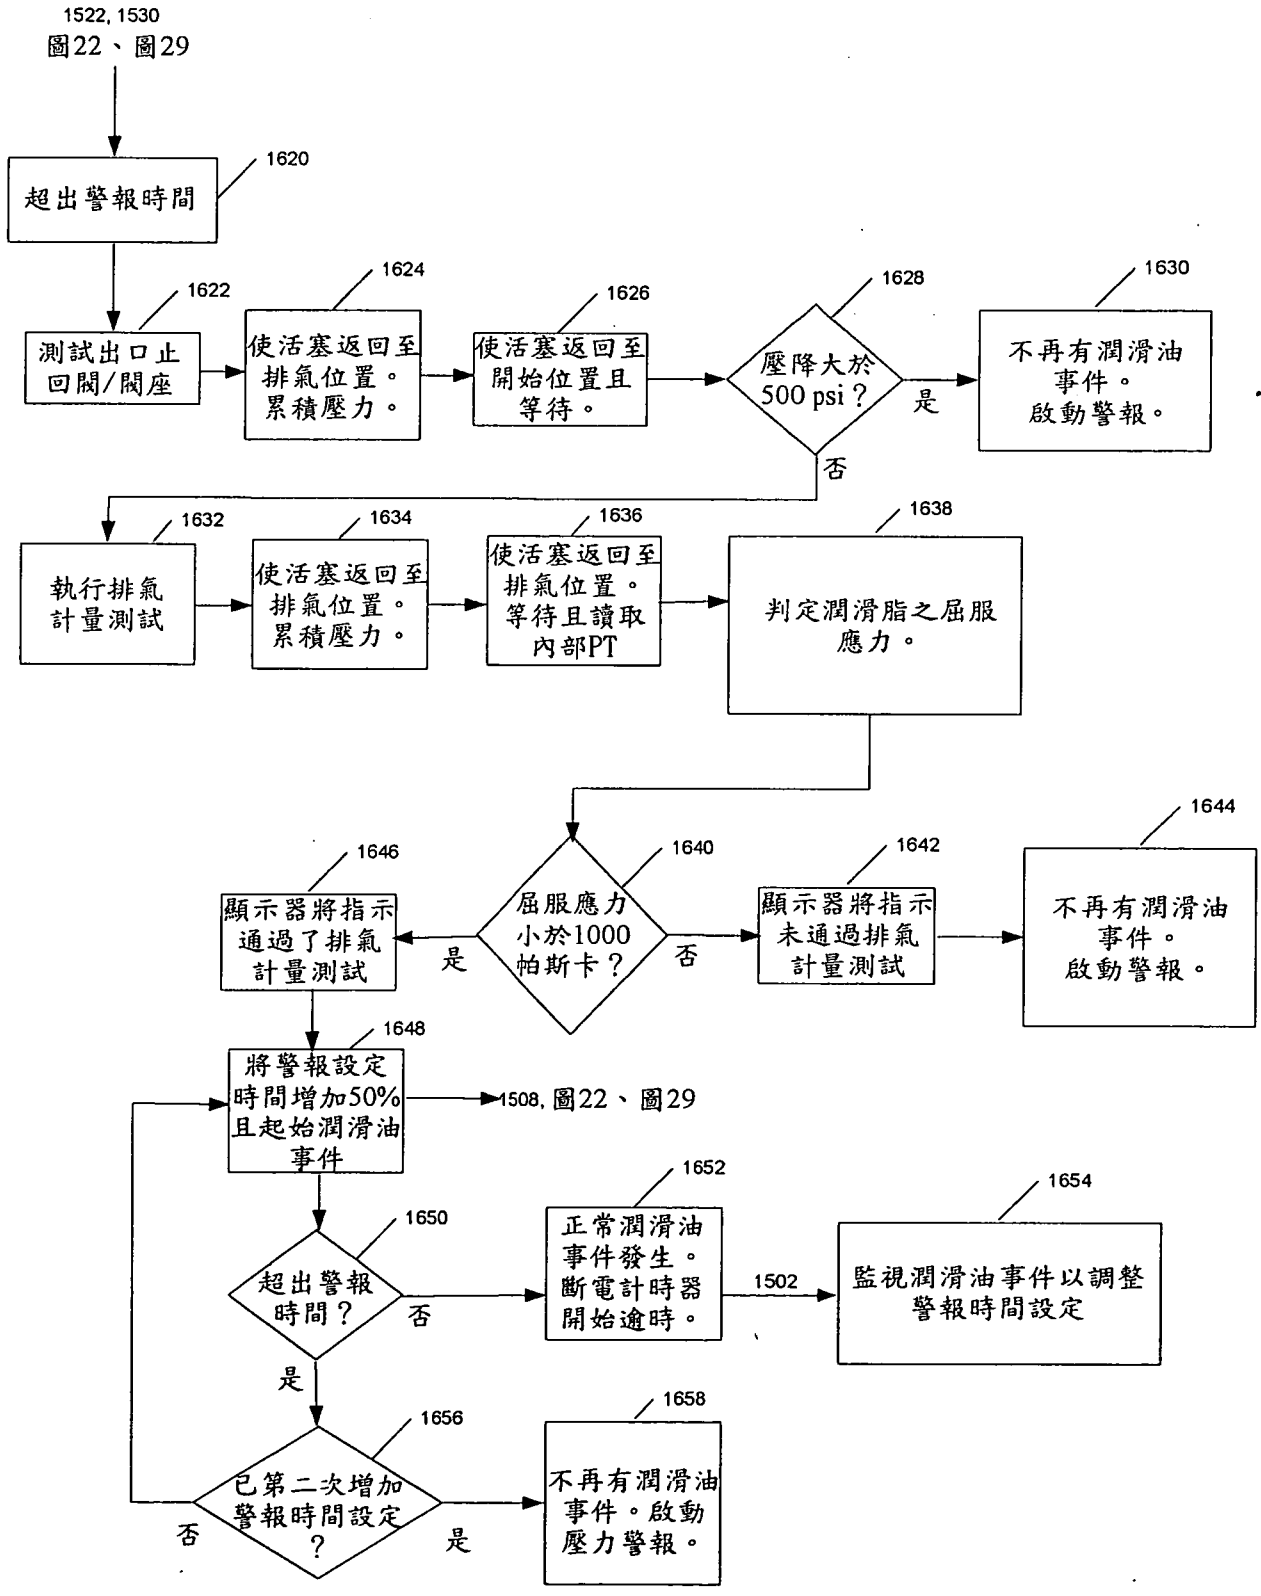 1522, 1530
圖22、圖29
1620
超出警報時間
1622
測試出口止
回閥/閥座
1624
使活塞返回至
排氣位置。
累積壓力。
1626
使活塞返回至
開始位置且
等待。
1628
壓降大於
500 psi？
是
否
1630
不再有潤滑油
事件。
啟動警報。
1632
執行排氣
計量測試
1634
使活塞返回至
排氣位置。
累積壓力。
1636
使活塞返回至
排氣位置。
等待且讀取
內部PT
1638
判定潤滑脂之屈服
應力。
1640
屈服應力
小於1000
帕斯卡？
是
否
1642
顯示器將指示
未通過排氣
計量測試
1644
不再有潤滑油
事件。
啟動警報。
1646
顯示器將指示
通過了排氣
計量測試
1648
將警報設定
時間增加50%
且起始潤滑油
事件
1508, 圖22、圖29
1650
超出警報
時間？
否
是
1652
正常潤滑油
事件發生。
斷電計時器
開始逾時。
1502
1654
監視潤滑油事件以調整
警報時間設定
1656
已第二次增加
警報時間設定
？
否
是
1658
不再有潤滑油
事件。啟動
壓力警報。